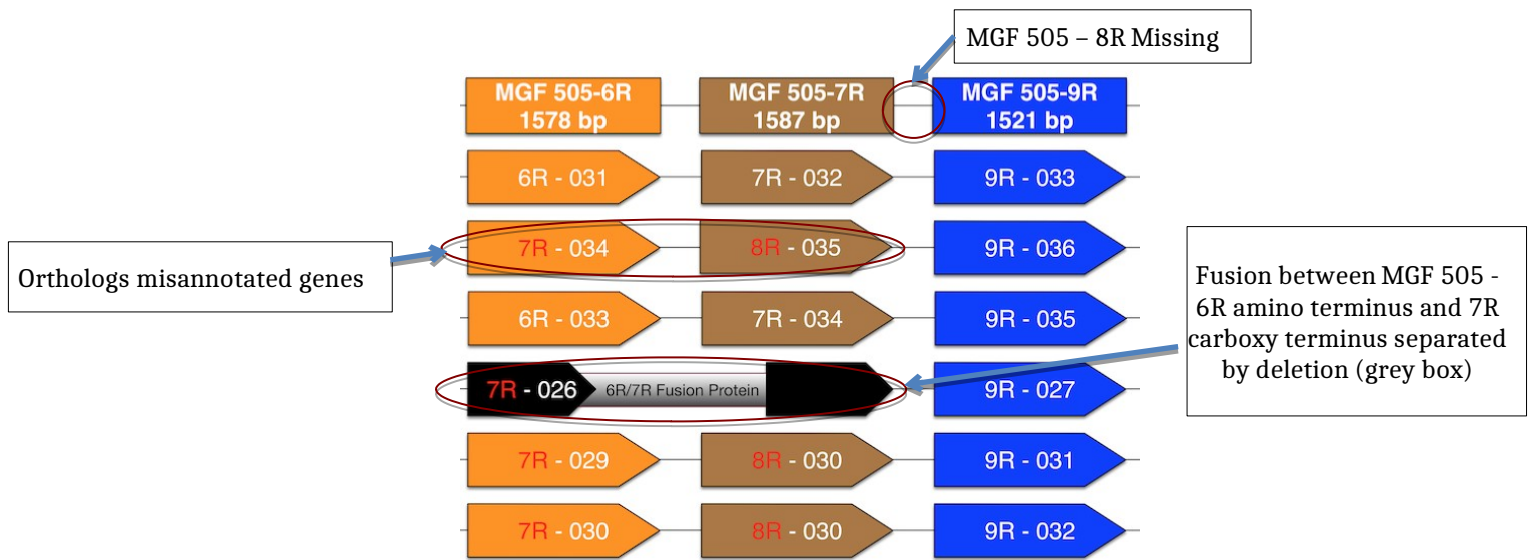 MGF 505 – 8R Missing
MGF 505-6R
1578 bp
MGF 505-7R
1587 bp
MGF 505-9R
1521 bp
6R - 031
7R - 032
9R - 033
Orthologs misannotated genes
7R - 034
8R - 035
9R - 036
Fusion between MGF 505 -
6R amino terminus and 7R
carboxy terminus separated
by deletion (grey box)
6R - 033
7R - 034
9R - 035
7R - 026
6R/7R Fusion Protein
9R - 027
7R - 029
8R - 030
9R - 031
7R - 030
8R - 030
9R - 032